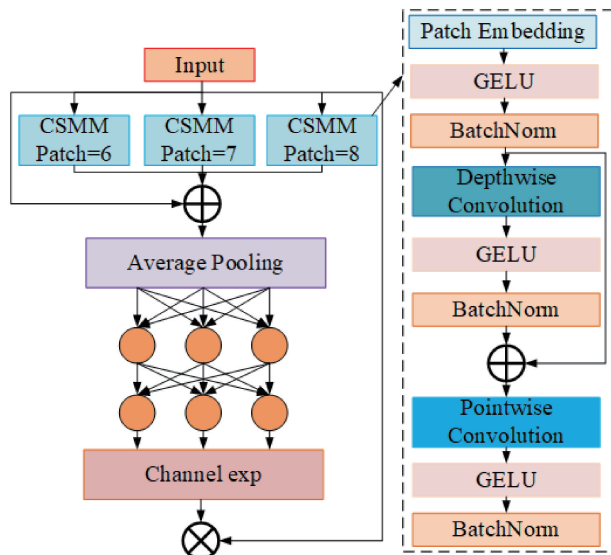 Input
CSMM
Patch=6
CSMM
Patch=7
CSMM
Patch=8
Average Pooling
Channel exp
Patch Embedding
GELU
BatchNorm
Depthwise
Convolution
GELU
BatchNorm
Pointwise
Convolution
GELU
BatchNorm